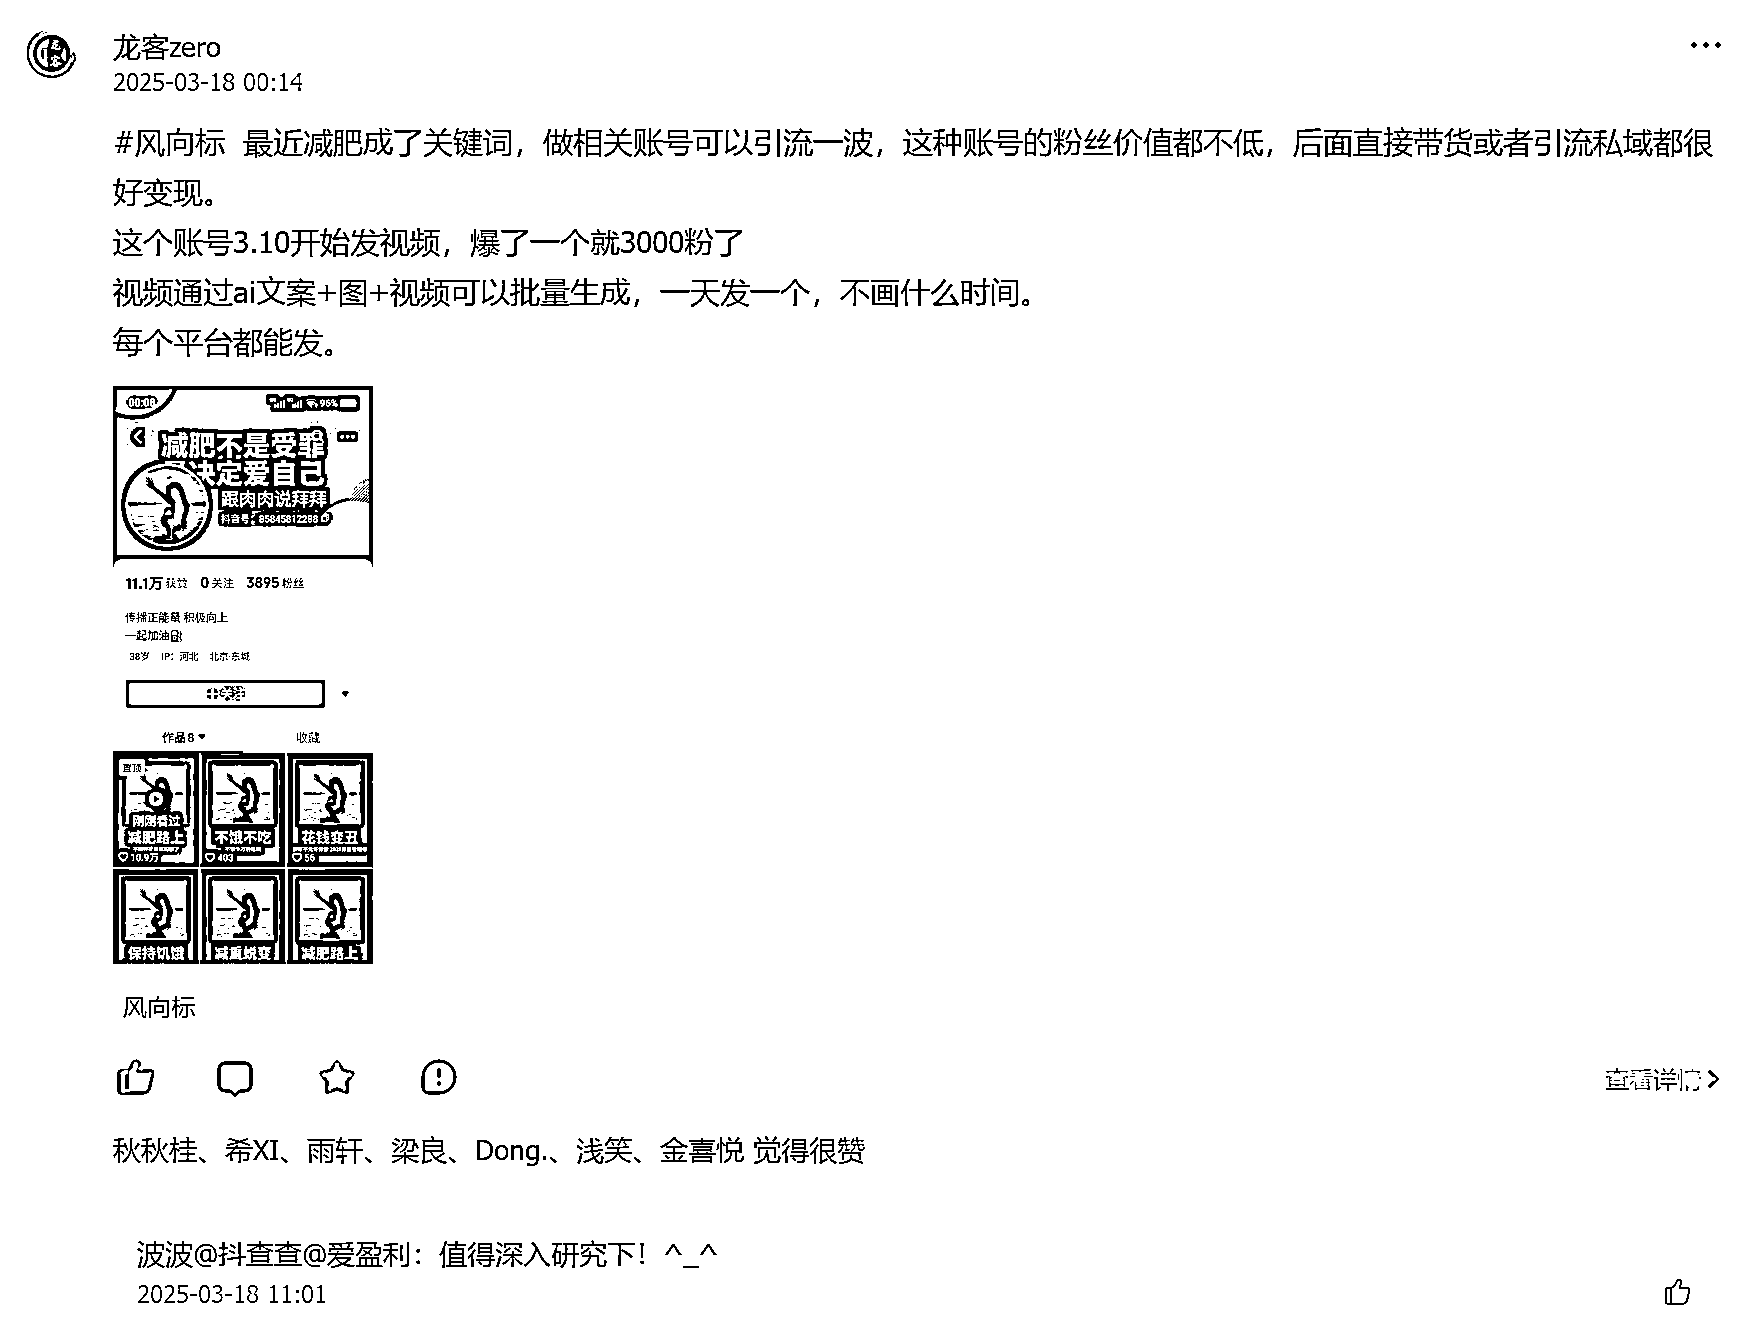 龙客zero
2025-03-18 00:14
#风向标 最近减肥成了关键词，做相关账号可以引流一波，这种账号的粉丝价值都不低，后面直接带货或者引流私域都很
好变现。
这个账号3.10开始发视频，爆了一个就3000粉了
视频通过ai文案+图+视频可以批量生成，一天发一个，不画什么时间。
每个平台都能发。
00:08 96%
减肥不是受罪
决定爱自己
跟肉肉说拜拜
抖音号：85845812288
11.1万 获赞 0 关注 3895 粉丝
传播正能量 积极向上
一起加油
38岁 IP：河北 北京·东城
+关注
作品 8 收藏
置顶
刚刚看过
减肥路上 不饿不吃 花钱变丑
10.9万 403 56
保持饥饿 减重蜕变 减肥路上
风向标
查看详情
秋秋桂、希XI、雨轩、梁良、Dong.、浅笑、金喜悦 觉得很赞
波波@抖查查@爱盈利：值得深入研究下！^_^
2025-03-18 11:01